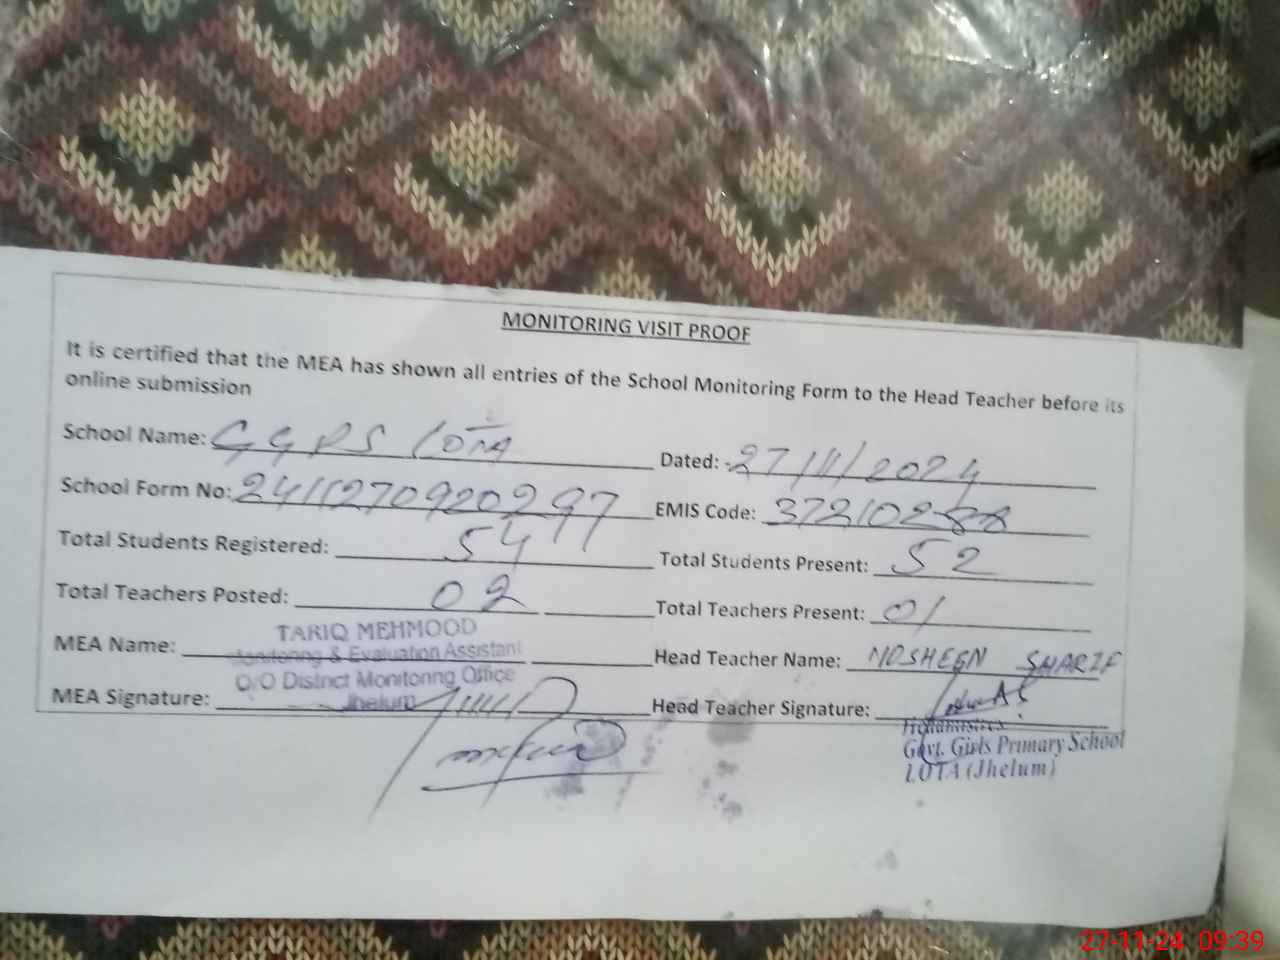 MONITORING VISIT PROOF
It is certified that the MEA has shown all entries of the School Monitoring Form to the Head Teacher before its
online submission
School Name: GGPS LOTA Dated: 27/11/2024
School Form No: 241127092029 7 EMIS Code: 37210288
Total Students Registered: 54 Total Students Present: 52
Total Teachers Posted: 02 Total Teachers Present: 01
MEA Name: TARIQ MEHMOOD Head Teacher Name: NOSHEEN SHARIF
Monitoring & Evaluation Assistant
O/O District Monitoring Office
Jhelum
MEA Signature: Head Teacher Signature:
Headmistress
Govt. Girls Primary School
LOTA (Jhelum)
27-11-24 09:39